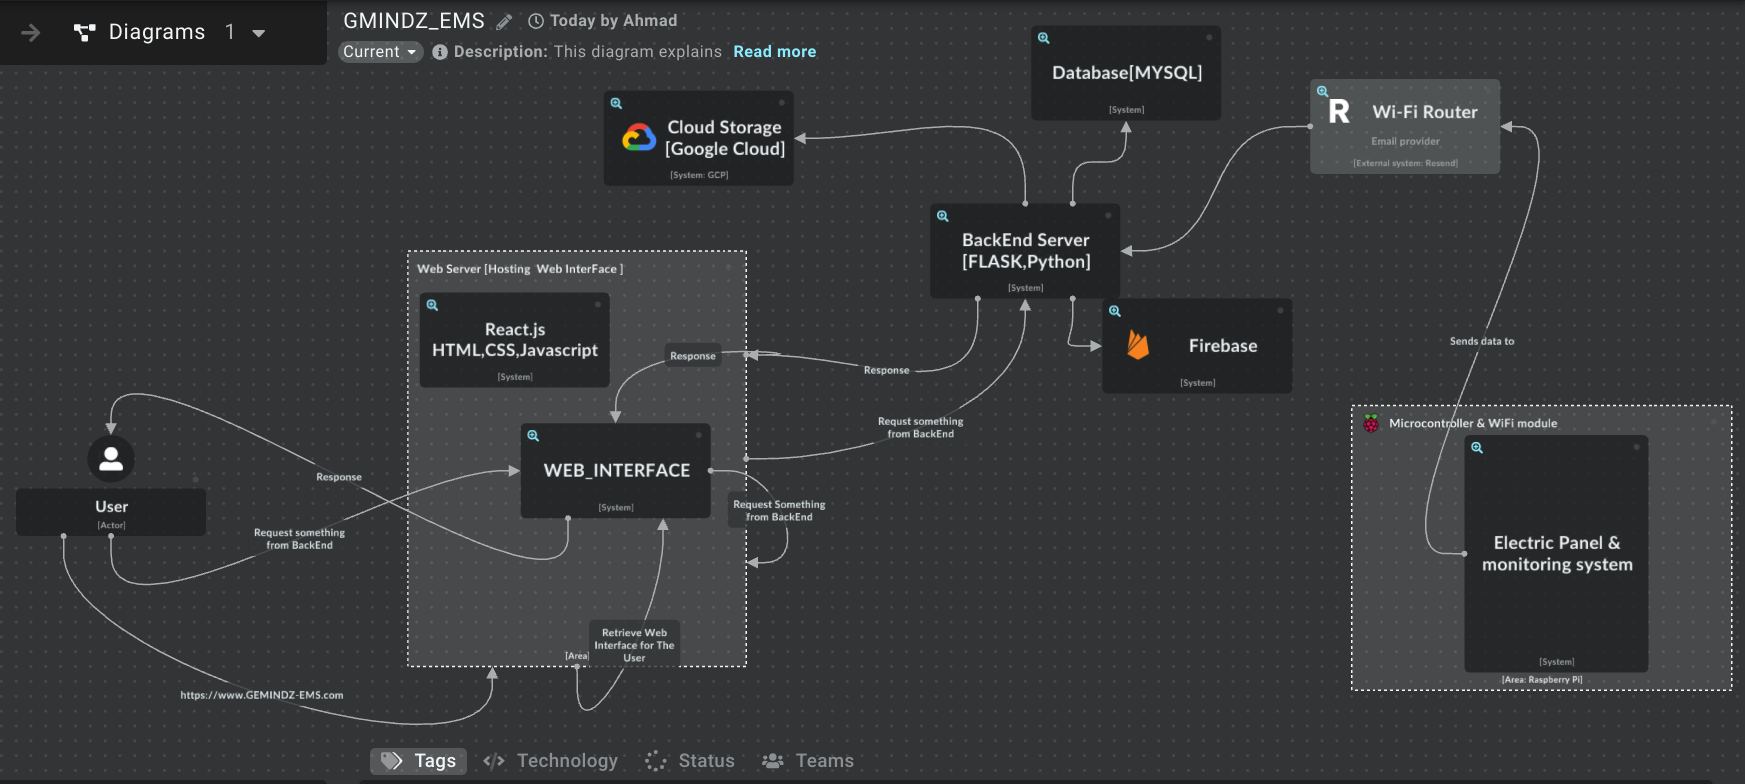 Diagrams 1
GMINDZ_EMS
Today by Ahmad
Current
Description: This diagram explains Read more
Database[MYSQL]
[System]
Cloud Storage
[Google Cloud]
[System: GCP]
R Wi-Fi Router
Email provider
[External system: Resend]
BackEnd Server
[FLASK,Python]
[System]
Web Server [Hosting Web InterFace ]
React.js
HTML,CSS,Javascript
[System]
Response
Response
Firebase
[System]
Sends data to
Requst something
from BackEnd
Microcontroller & WiFi module
WEB_INTERFACE
[System]
User
[Actor]
Response
Request something
from BackEnd
Request Something
from BackEnd
Electric Panel &
monitoring system
[System]
[Area: Raspberry Pi]
Retrieve Web
Interface for The
User
[Area]
https://www.GEMINDZ-EMS.com
Tags
Technology
Status
Teams